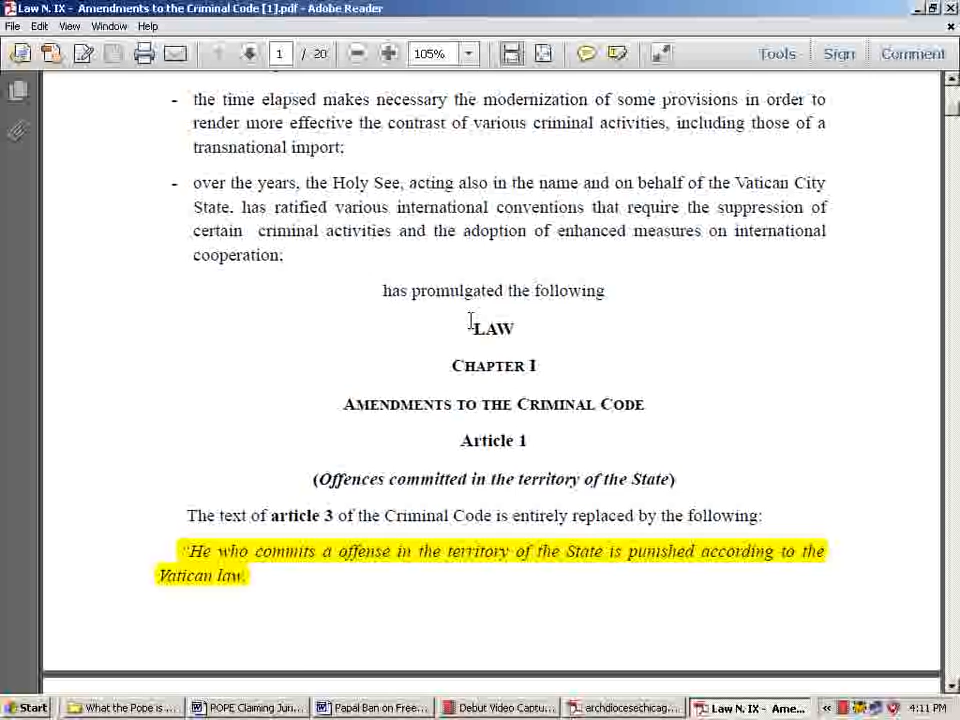 Law N. IX - Amendments to the Criminal Code [1].pdf - Adobe Reader
File Edit View Window Help
1 / 20 105% Tools Sign Comment
- the time elapsed makes necessary the modernization of some provisions in order to
render more effective the contrast of various criminal activities, including those of a
transnational import;
- over the years, the Holy See, acting also in the name and on behalf of the Vatican City
State. has ratified various international conventions that require the suppression of
certain criminal activities and the adoption of enhanced measures on international
cooperation;
has promulgated the following
LAW
CHAPTER I
AMENDMENTS TO THE CRIMINAL CODE
Article 1
(Offences committed in the territory of the State)
The text of article 3 of the Criminal Code is entirely replaced by the following:
"He who commits a offense in the territory of the State is punished according to the
Vatican law.
Start What the Pope is ... POPE Claiming Jun... Papal Ban on Free... Debut Video Captu... archdiocesechicag... Law N. IX - Ame... « 4:11 PM